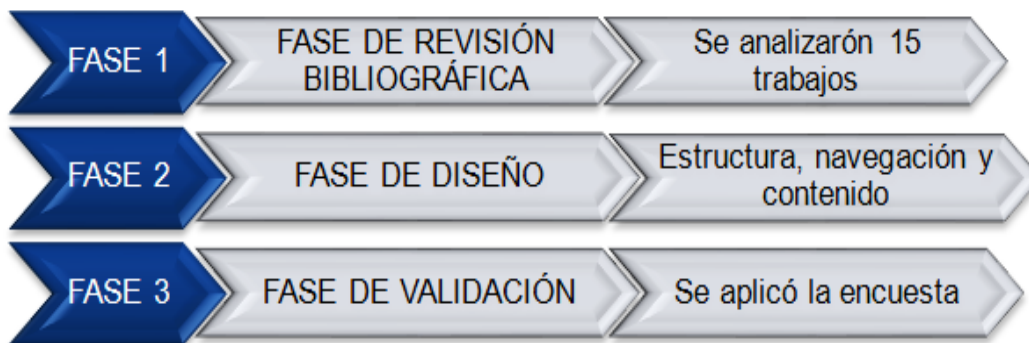 FASE 1
FASE DE REVISIÓN
BIBLIOGRÁFICA
Se analizarón 15
trabajos
FASE 2
FASE DE DISEÑO
Estructura, navegación y
contenido
FASE 3
FASE DE VALIDACIÓN
Se aplicó la encuesta